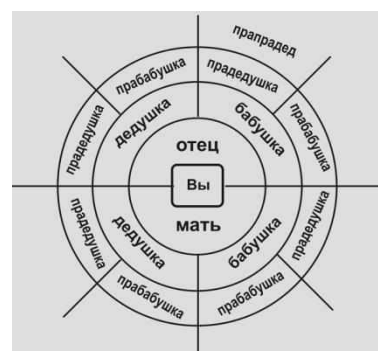 прапрадед
прабабушка
прадедушка
прадедушка
дедушка
бабушка
прабабушка
отец
Вы
мать
прадедушка
дедушка
бабушка
прадедушка
прабабушка
прабабушка